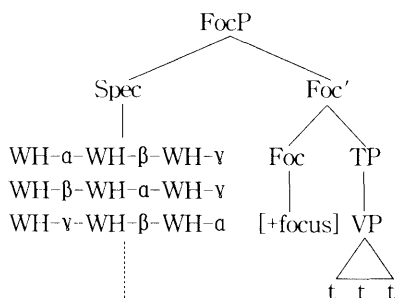 FocP
Spec Foc′
WH-α-WH-β-WH-γ Foc TP
WH-β-WH-α-WH-γ
WH-γ-WH-β-WH-α [+focus] VP
t t t